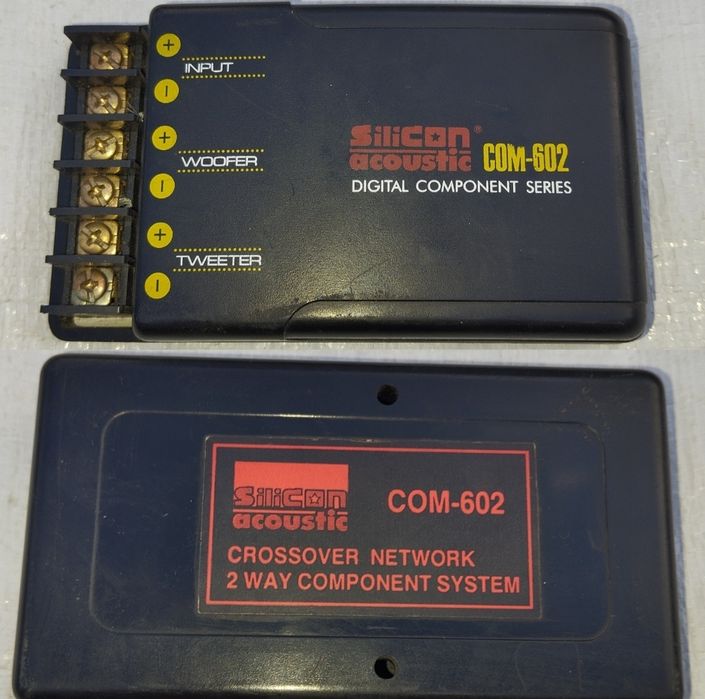 +
INPUT
−
+
WOOFER
−
+
TWEETER
−
SiliCon®
acoustic COM-602
DIGITAL COMPONENT SERIES
SiliCon
acoustic COM-602
CROSSOVER NETWORK
2 WAY COMPONENT SYSTEM